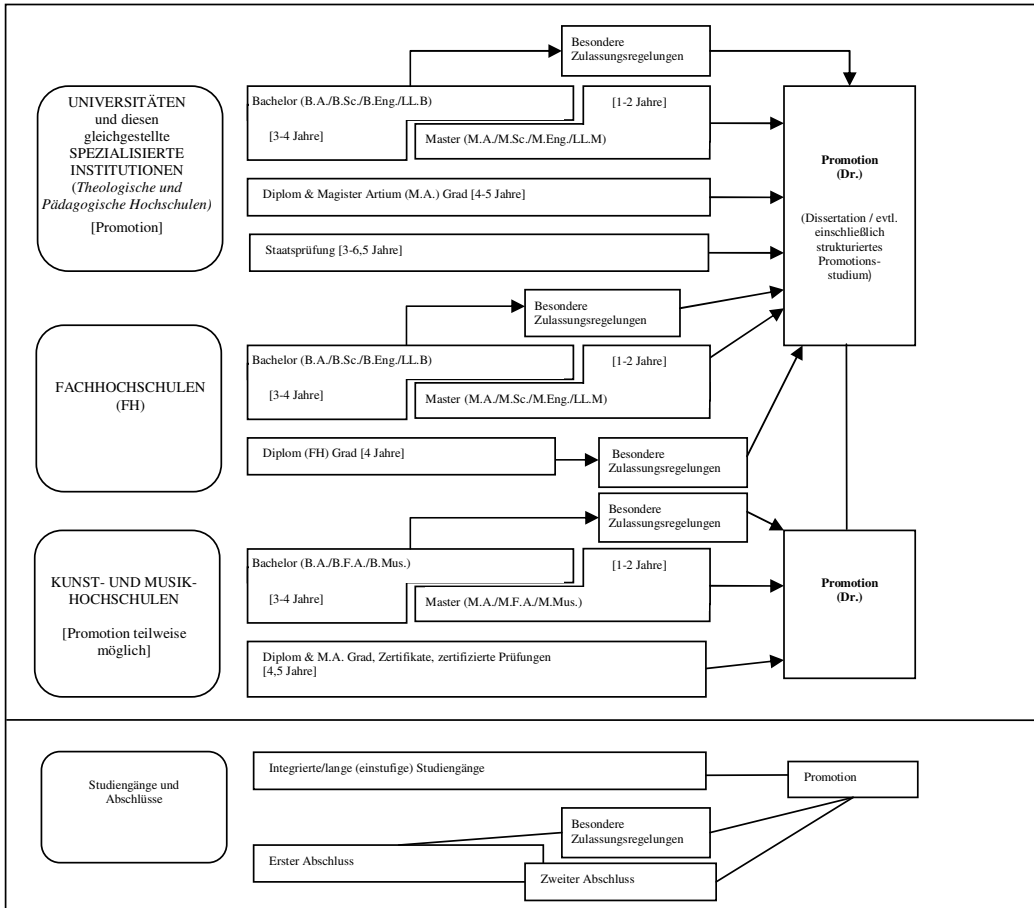 Besondere
Zulassungsregelungen
UNIVERSITÄTEN
und diesen
gleichgestellte
SPEZIALISIERTE
INSTITUTIONEN
(Theologische und
Pädagogische Hochschulen)
[Promotion]
Bachelor (B.A./B.Sc./B.Eng./LL.B)
[3-4 Jahre]
[1-2 Jahre]
Master (M.A./M.Sc./M.Eng./LL.M)
Diplom & Magister Artium (M.A.) Grad [4-5 Jahre]
Staatsprüfung [3-6,5 Jahre]
Promotion
(Dr.)
(Dissertation / evtl.
einschließlich
strukturiertes
Promotions-
studium)
Besondere
Zulassungsregelungen
FACHHOCHSCHULEN
(FH)
Bachelor (B.A./B.Sc./B.Eng./LL.B)
[3-4 Jahre]
[1-2 Jahre]
Master (M.A./M.Sc./M.Eng./LL.M)
Diplom (FH) Grad [4 Jahre]
Besondere
Zulassungsregelungen
Besondere
Zulassungsregelungen
KUNST- UND MUSIK-
HOCHSCHULEN
[Promotion teilweise
möglich]
Bachelor (B.A./B.F.A./B.Mus.)
[3-4 Jahre]
[1-2 Jahre]
Master (M.A./M.F.A./M.Mus.)
Diplom & M.A. Grad, Zertifikate, zertifizierte Prüfungen
[4,5 Jahre]
Promotion
(Dr.)
Studiengänge und
Abschlüsse
Integrierte/lange (einstufige) Studiengänge
Promotion
Besondere
Zulassungsregelungen
Erster Abschluss
Zweiter Abschluss